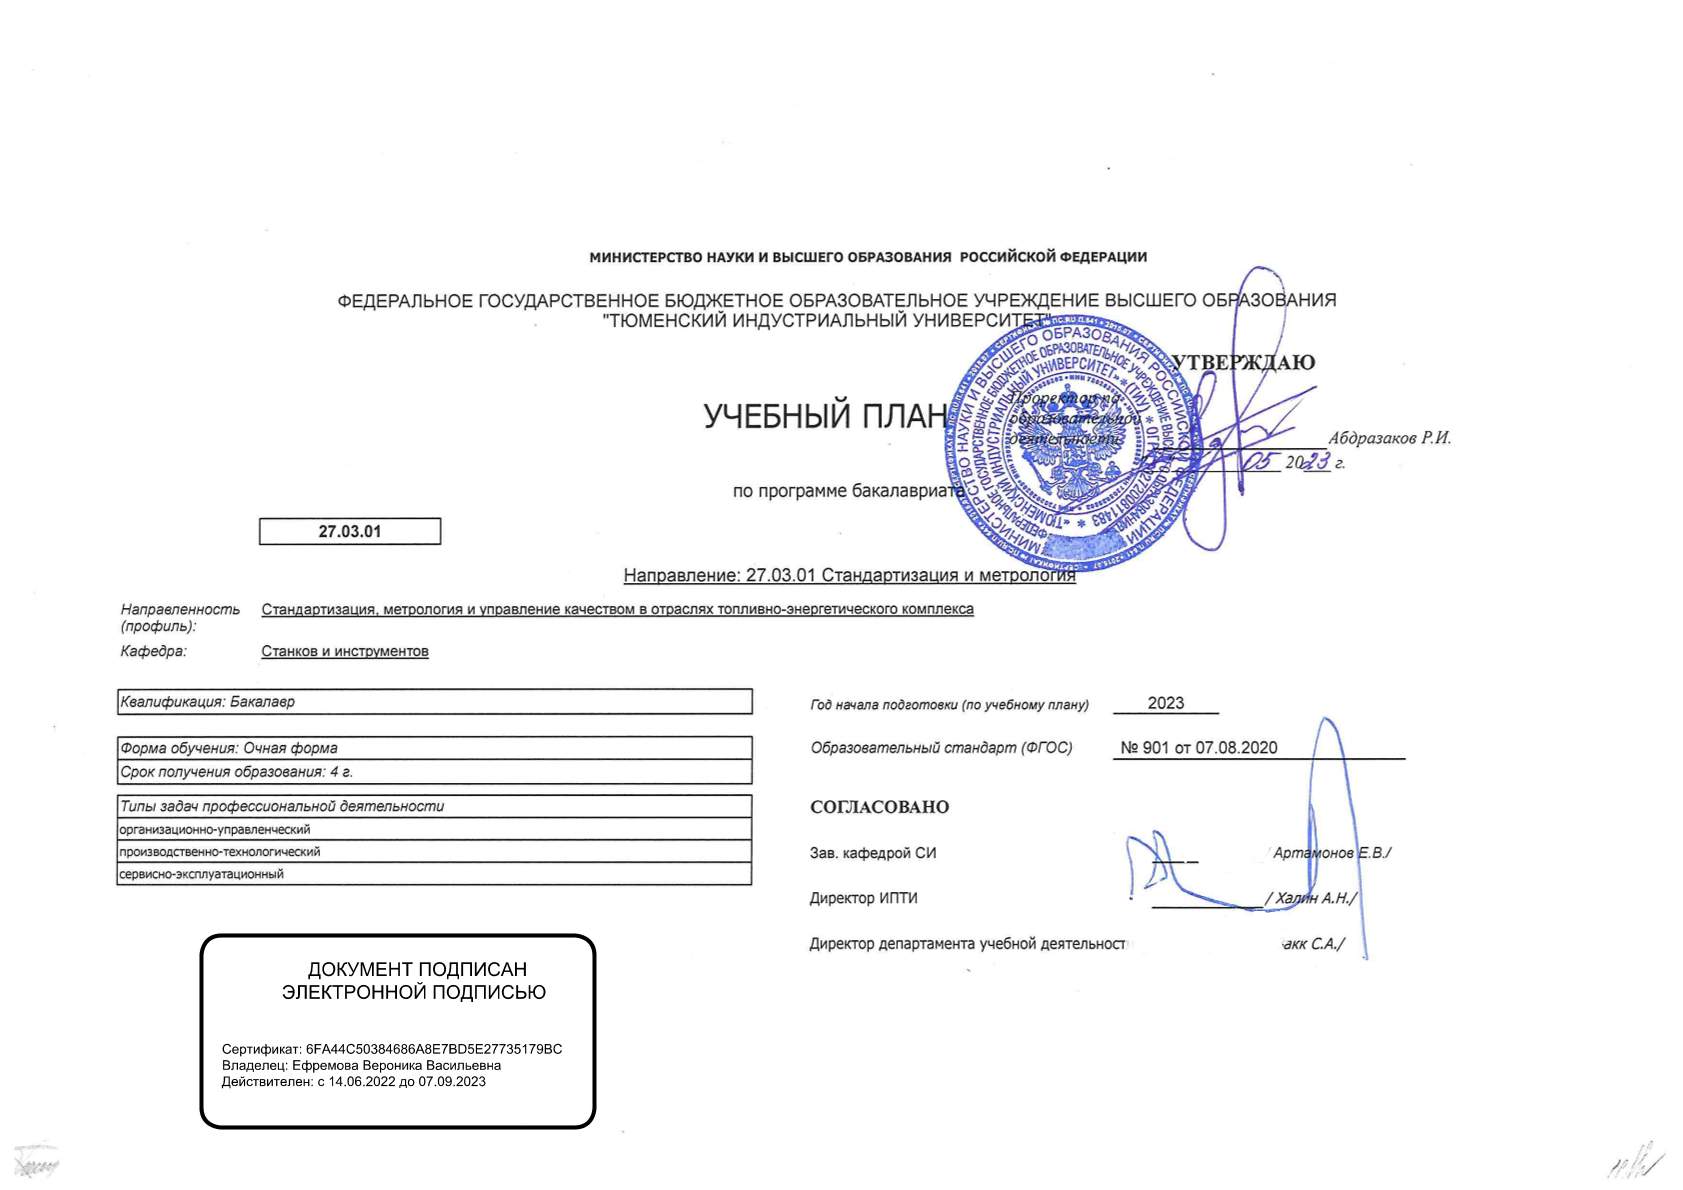 МИНИСТЕРСТВО НАУКИ И ВЫСШЕГО ОБРАЗОВАНИЯ РОССИЙСКОЙ ФЕДЕРАЦИИ
ФЕДЕРАЛЬНОЕ ГОСУДАРСТВЕННОЕ БЮДЖЕТНОЕ ОБРАЗОВАТЕЛЬНОЕ УЧРЕЖДЕНИЕ ВЫСШЕГО ОБРАЗОВАНИЯ
"ТЮМЕНСКИЙ ИНДУСТРИАЛЬНЫЙ УНИВЕРСИТЕТ"
УТВЕРЖДАЮ
Проректор по
образовательной
деятельности
Абдразаков Р.И.
05 2023 г.
УЧЕБНЫЙ ПЛАН
по программе бакалавриата
27.03.01
Направление: 27.03.01 Стандартизация и метрология
Направленность (профиль): Стандартизация, метрология и управление качеством в отраслях топливно-энергетического комплекса
Кафедра: Станков и инструментов
Квалификация: Бакалавр
Форма обучения: Очная форма
Срок получения образования: 4 г.
Типы задач профессиональной деятельности
организационно-управленческий
производственно-технологический
сервисно-эксплуатационный
Год начала подготовки (по учебному плану) 2023
Образовательный стандарт (ФГОС) № 901 от 07.08.2020
СОГЛАСОВАНО
Зав. кафедрой СИ Артамонов Е.В./
Директор ИПТИ / Халин А.Н./
Директор департамента учебной деятельност акк С.А./
ДОКУМЕНТ ПОДПИСАН
ЭЛЕКТРОННОЙ ПОДПИСЬЮ
Сертификат: 6FA44C50384686A8E7BD5E27735179BC
Владелец: Ефремова Вероника Васильевна
Действителен: с 14.06.2022 до 07.09.2023